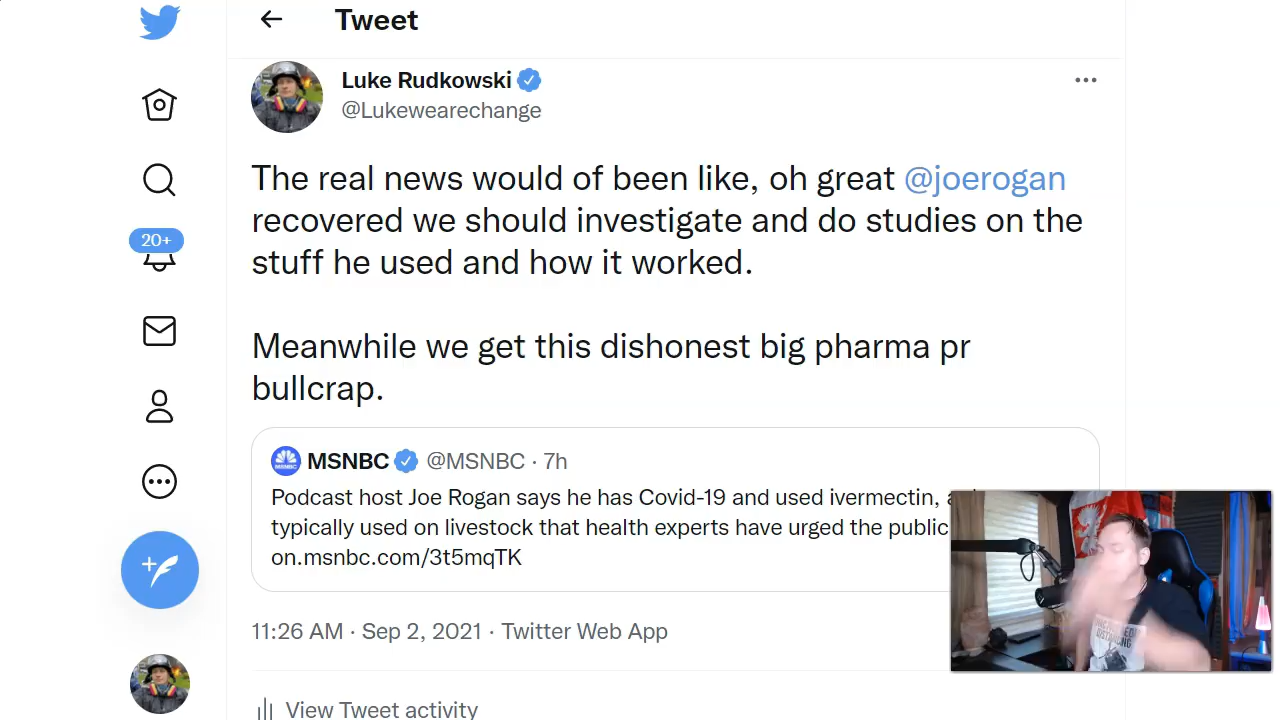 Tweet
Luke Rudkowski
@Lukewearechange
The real news would of been like, oh great @joerogan
recovered we should investigate and do studies on the
stuff he used and how it worked.
Meanwhile we get this dishonest big pharma pr
bullcrap.
20+
MSNBC @MSNBC · 7h
Podcast host Joe Rogan says he has Covid-19 and used ivermectin,
typically used on livestock that health experts have urged the public
on.msnbc.com/3t5mqTK
11:26 AM · Sep 2, 2021 · Twitter Web App
View Tweet activity